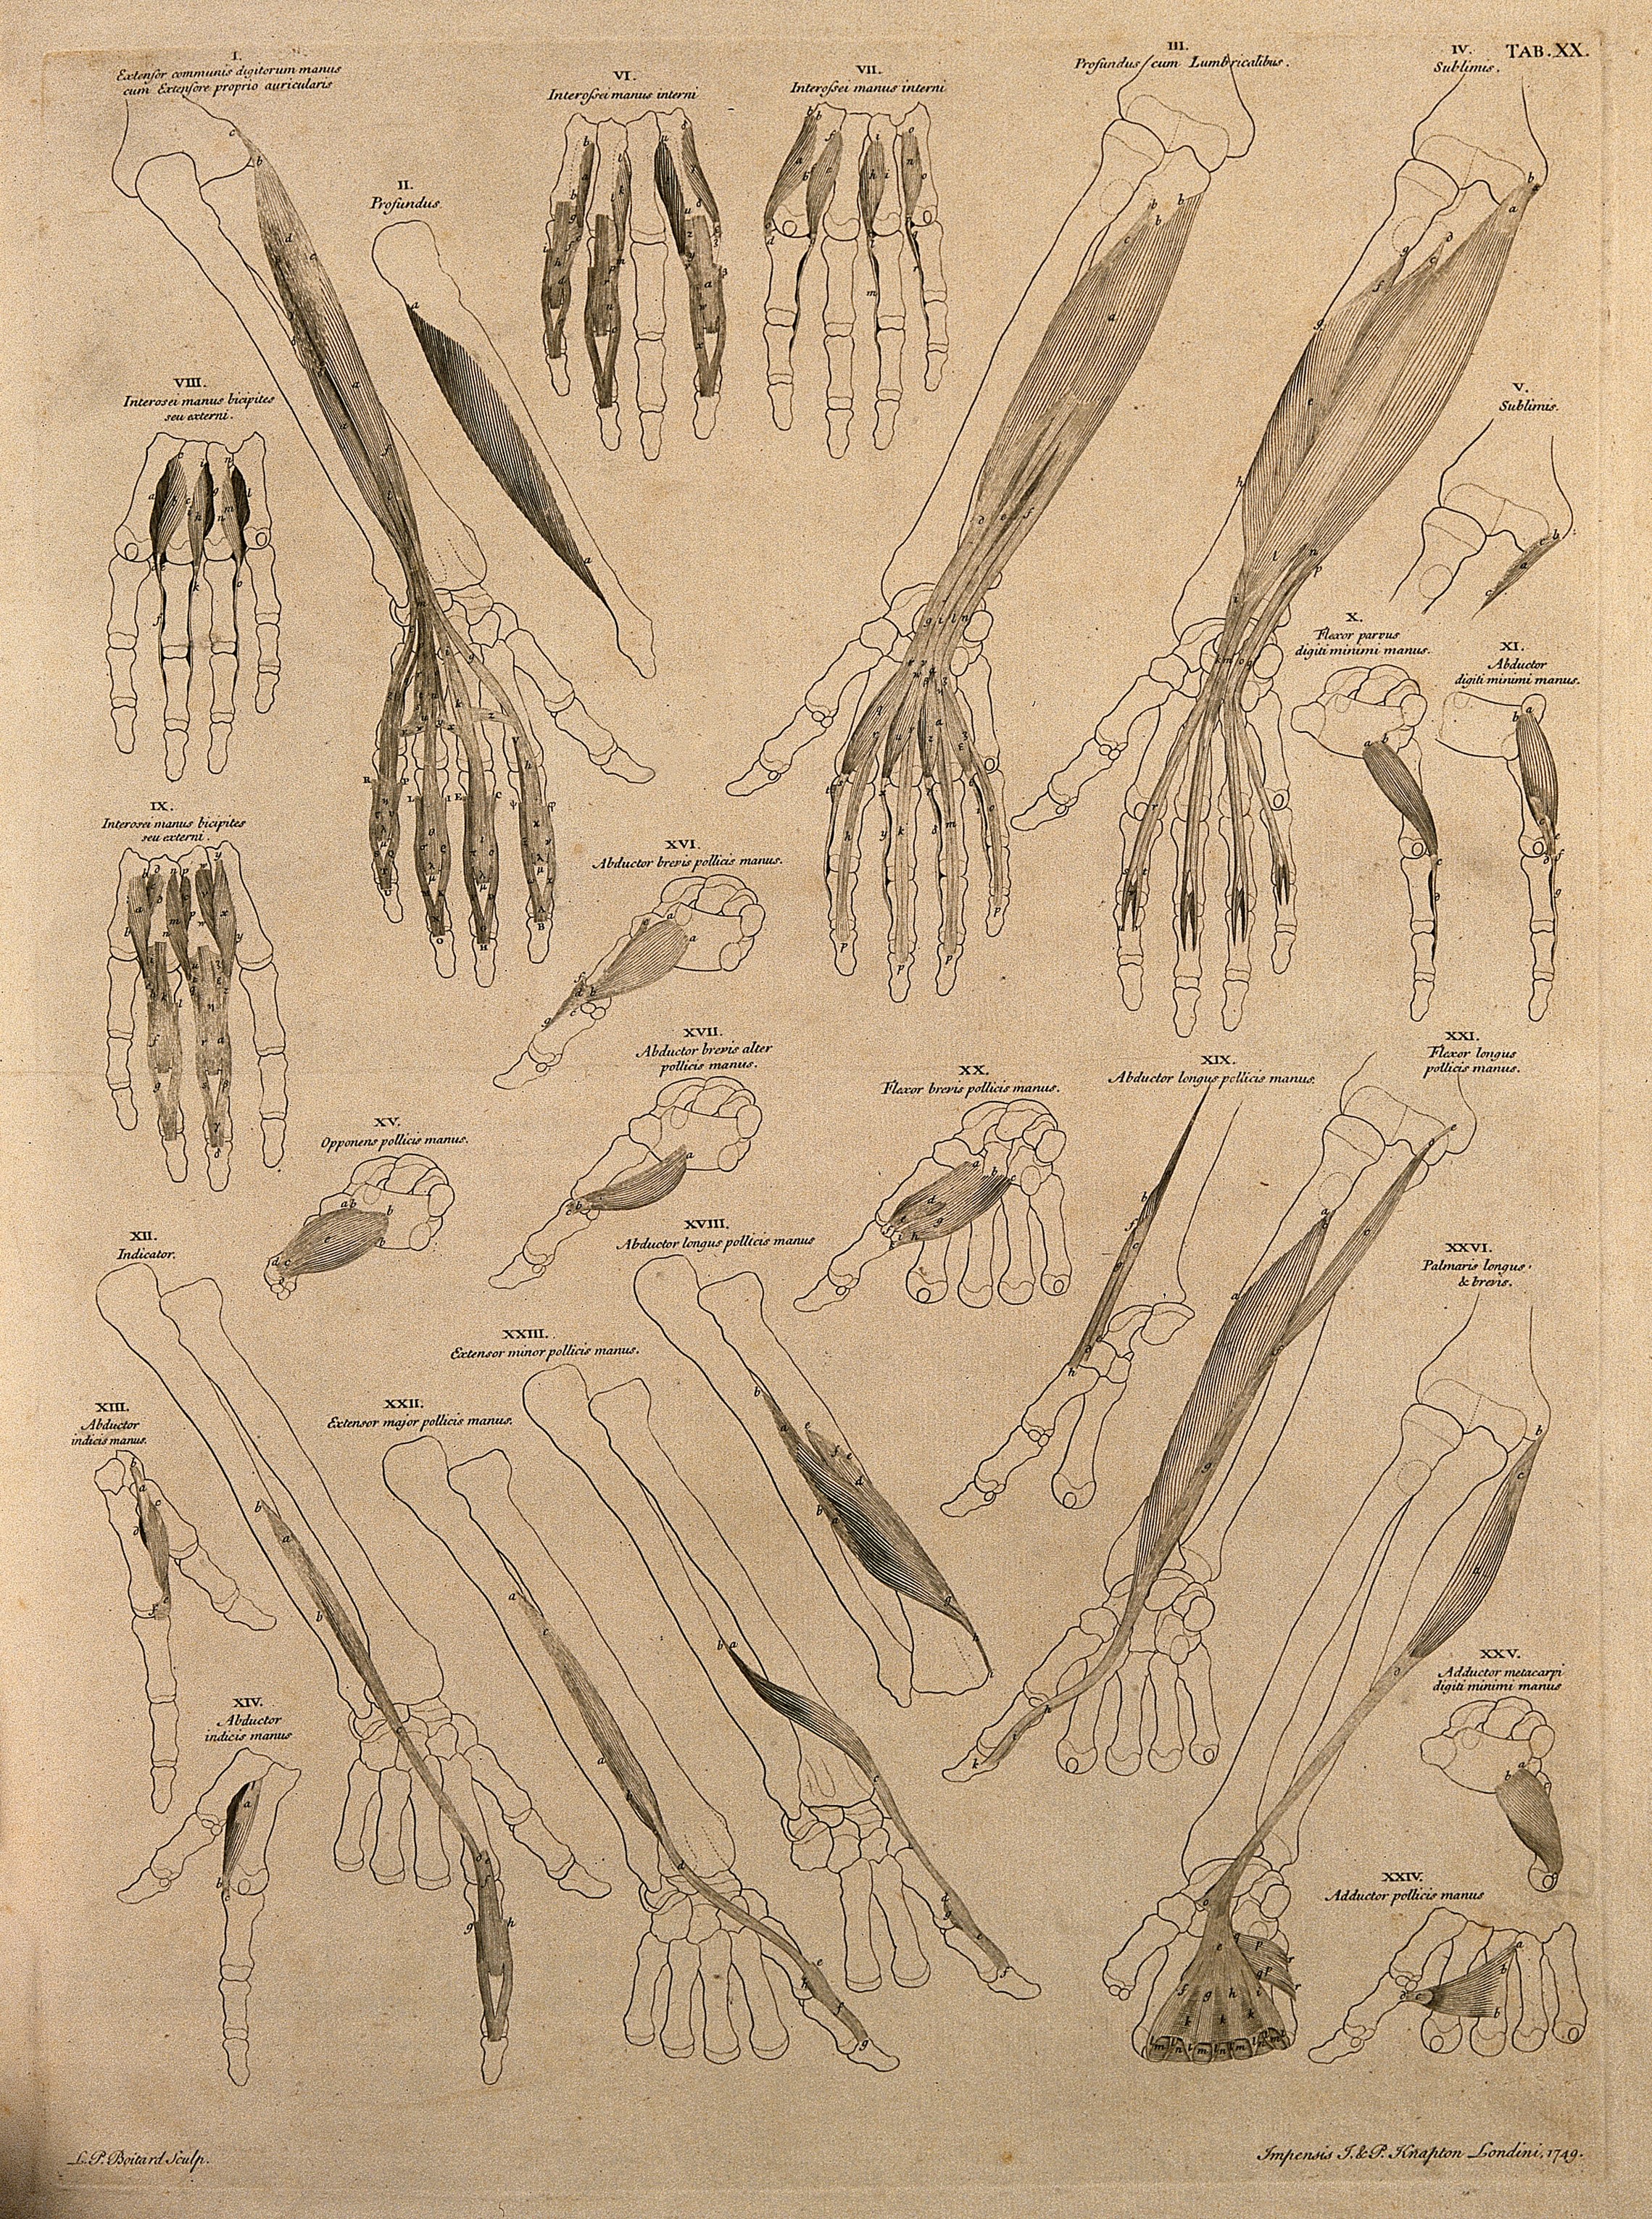 TAB.XX.
I.
Extensor communis digitorum manus
cum Extensore proprio auricularis
II.
Profundus.
VI.
Interossei manus interni
VII.
Interossei manus interni
III.
Profundus cum Lumbricalibus.
IV.
Sublimis.
V.
Sublimis.
VIII.
Interosei manus bicipites
seu externi.
IX.
Interosei manus bicipites
seu externi.
X.
Flexor parvus
digiti minimi manus.
XI.
Abductor
digiti minimi manus.
XVI.
Abductor brevis pollicis manus.
XVII.
Abductor brevis alter
pollicis manus.
XV.
Opponens pollicis manus.
XX.
Flexor brevis pollicis manus.
XIX.
Abductor longus pollicis manus.
XXI.
Flexor longus
pollicis manus.
XII.
Indicator.
XVIII.
Abductor longus pollicis manus
XXIII.
Extensor minor pollicis manus.
XXII.
Extensor major pollicis manus.
XIII.
Abductor
indicis manus.
XIV.
Abductor
indicis manus
XXVI.
Palmaris longus
& brevis.
XXV.
Adductor metacarpi
digiti minimi manus
XXIV.
Adductor pollicis manus
L.P. Boitard Sculp.
Impensis J. & P. Knapton Londini, 1749.